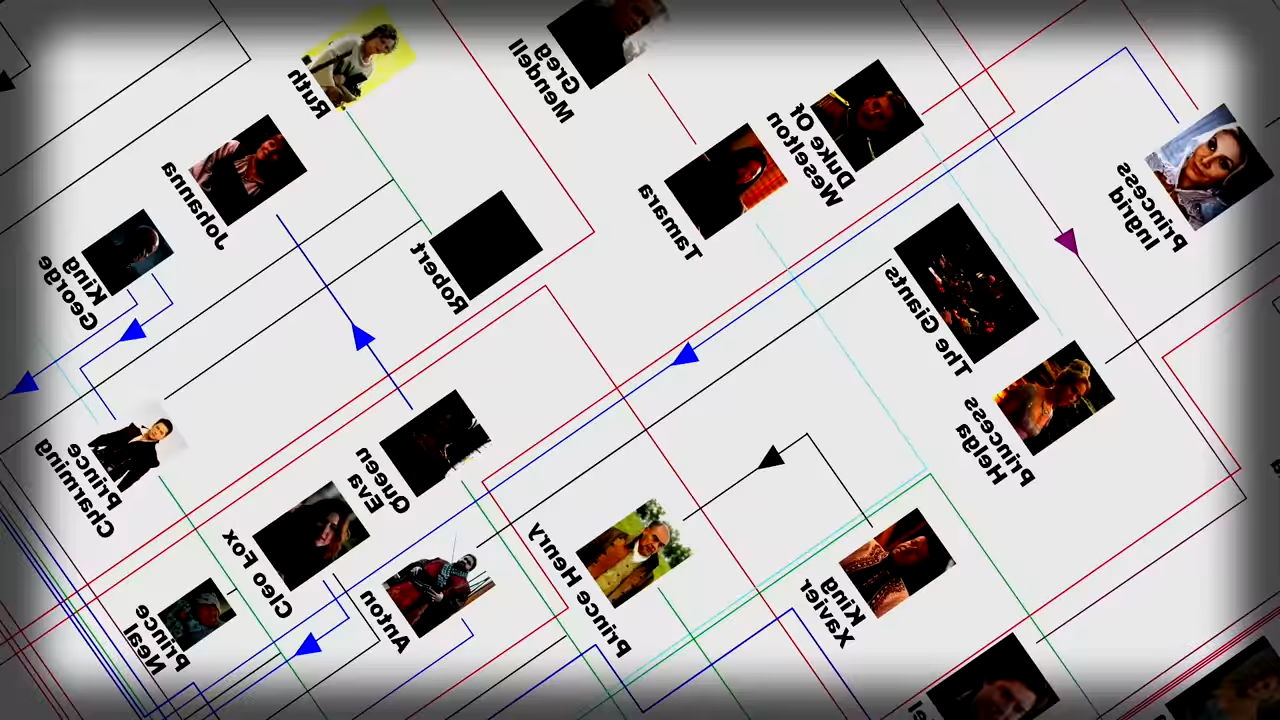 Ruth
Greg
Mendell
Johanna
Duke Of
Weselton
Tamara
Princess
Ingrid
King
George
Robert
The Giants
Princess
Helga
Prince
Charming
Queen
Eva
Cleo Fox
Anton
Prince Henry
King
Xavier
Prince
Neal